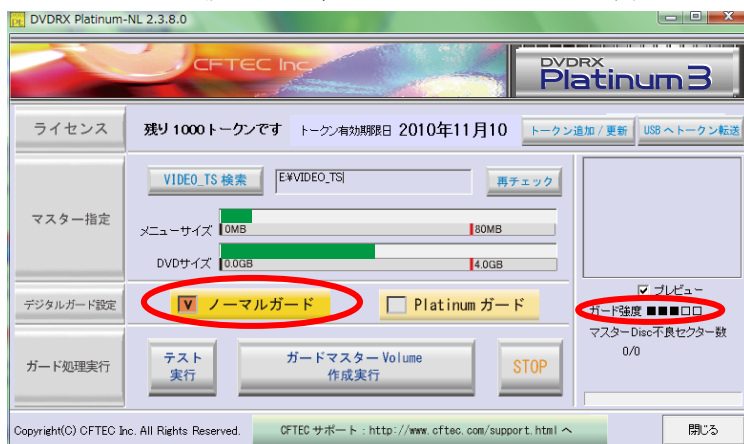 DVDRX Platinum-NL 2.3.8.0
CFTEC Inc.
DVDRX
Platinum 3
ライセンス
残り 1000 トークンです トークン有効期限日 2010年11月10
トークン追加 / 更新
USB へトークン転送
マスター指定
VIDEO_TS 検索
E:¥VIDEO_TS
再チェック
メニューサイズ 0MB 80MB
DVDサイズ 0.0GB 4.0GB
プレビュー
デジタルガード設定
V ノーマルガード
Platinum ガード
ガード強度 ■■■□□
マスターDisc不良セクター数
0/0
ガード処理実行
テスト
実行
ガードマスター Volume
作成実行
STOP
Copyright(C) CFTEC Inc. All Rights Reserved.
CFTEC サポート : http://www.cftec.com/support.html へ
閉じる